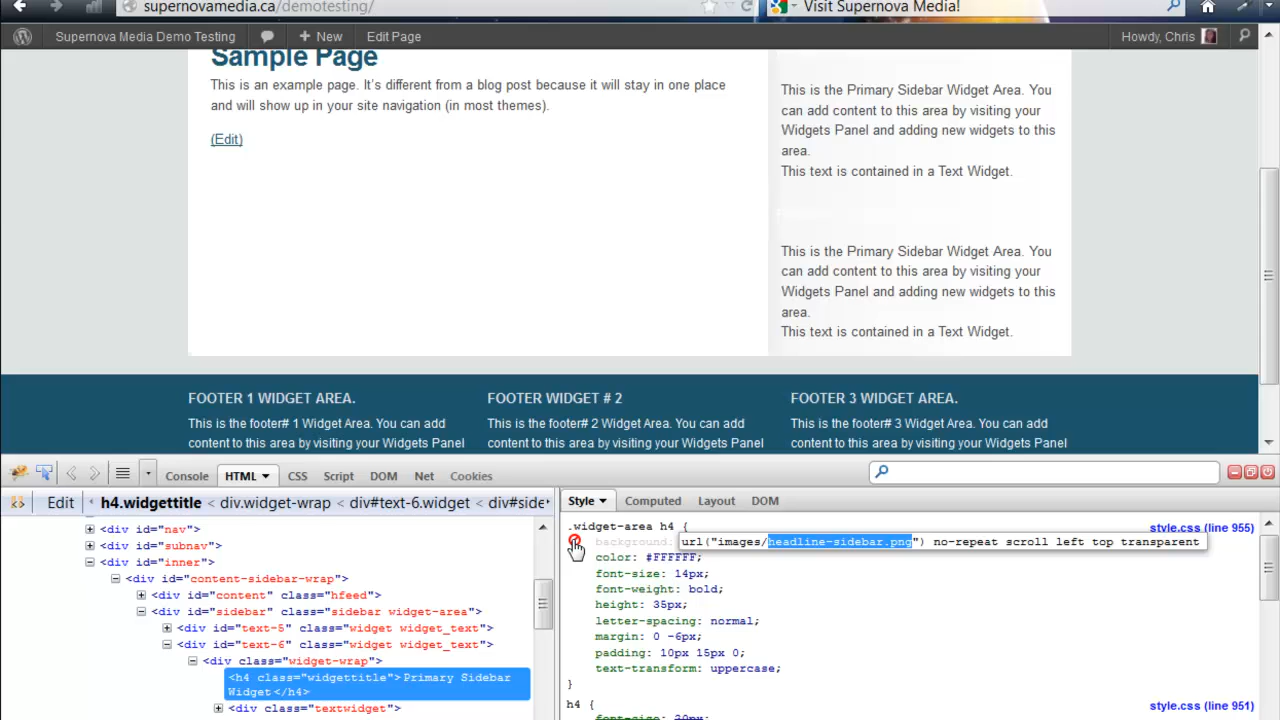 supernovamedia.ca/demotesting/
Visit Supernova Media!
Supernova Media Demo Testing
New
Edit Page
Howdy, Chris
Sample Page
This is an example page. It's different from a blog post because it will stay in one place
and will show up in your site navigation (in most themes).
(Edit)
This is the Primary Sidebar Widget Area. You
can add content to this area by visiting your
Widgets Panel and adding new widgets to this
area.
This text is contained in a Text Widget.
This is the Primary Sidebar Widget Area. You
can add content to this area by visiting your
Widgets Panel and adding new widgets to this
area.
This text is contained in a Text Widget.
FOOTER 1 WIDGET AREA.
This is the footer# 1 Widget Area. You can add
content to this area by visiting your Widgets Panel
FOOTER WIDGET # 2
This is the footer# 2 Widget Area. You can add
content to this area by visiting your Widgets Panel
FOOTER 3 WIDGET AREA.
This is the footer# 3 Widget Area. You can add
content to this area by visiting your Widgets Panel
Console
HTML
CSS
Script
DOM
Net
Cookies
Edit
h4.widgettitle < div.widget-wrap < div#text-6.widget < div#side
<div id="nav">
<div id="subnav">
<div id="inner">
<div id="content-sidebar-wrap">
<div id="content" class="hfeed">
<div id="sidebar" class="sidebar widget-area">
<div id="text-5" class="widget widget_text">
<div id="text-6" class="widget widget_text">
<div class="widget-wrap">
<h4 class="widgettitle">Primary Sidebar
Widget</h4>
<div class="textwidget">
Style
Computed
Layout
DOM
.widget-area h4 {
style.css (line 955)
background: url("images/headline-sidebar.png") no-repeat scroll left top transparent
color: #FFFFFF;
font-size: 14px;
font-weight: bold;
height: 35px;
letter-spacing: normal;
margin: 0 -6px;
padding: 10px 15px 0;
text-transform: uppercase;
}
h4 {
style.css (line 951)
font-size: 20px;